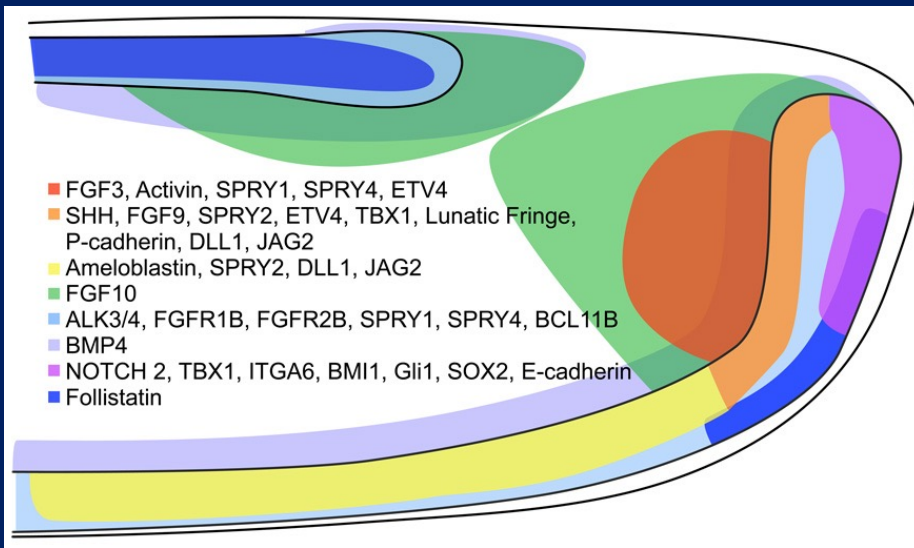 FGF3, Activin, SPRY1, SPRY4, ETV4
SHH, FGF9, SPRY2, ETV4, TBX1, Lunatic Fringe,
P-cadherin, DLL1, JAG2
Ameloblastin, SPRY2, DLL1, JAG2
FGF10
ALK3/4, FGFR1B, FGFR2B, SPRY1, SPRY4, BCL11B
BMP4
NOTCH 2, TBX1, ITGA6, BMI1, Gli1, SOX2, E-cadherin
Follistatin